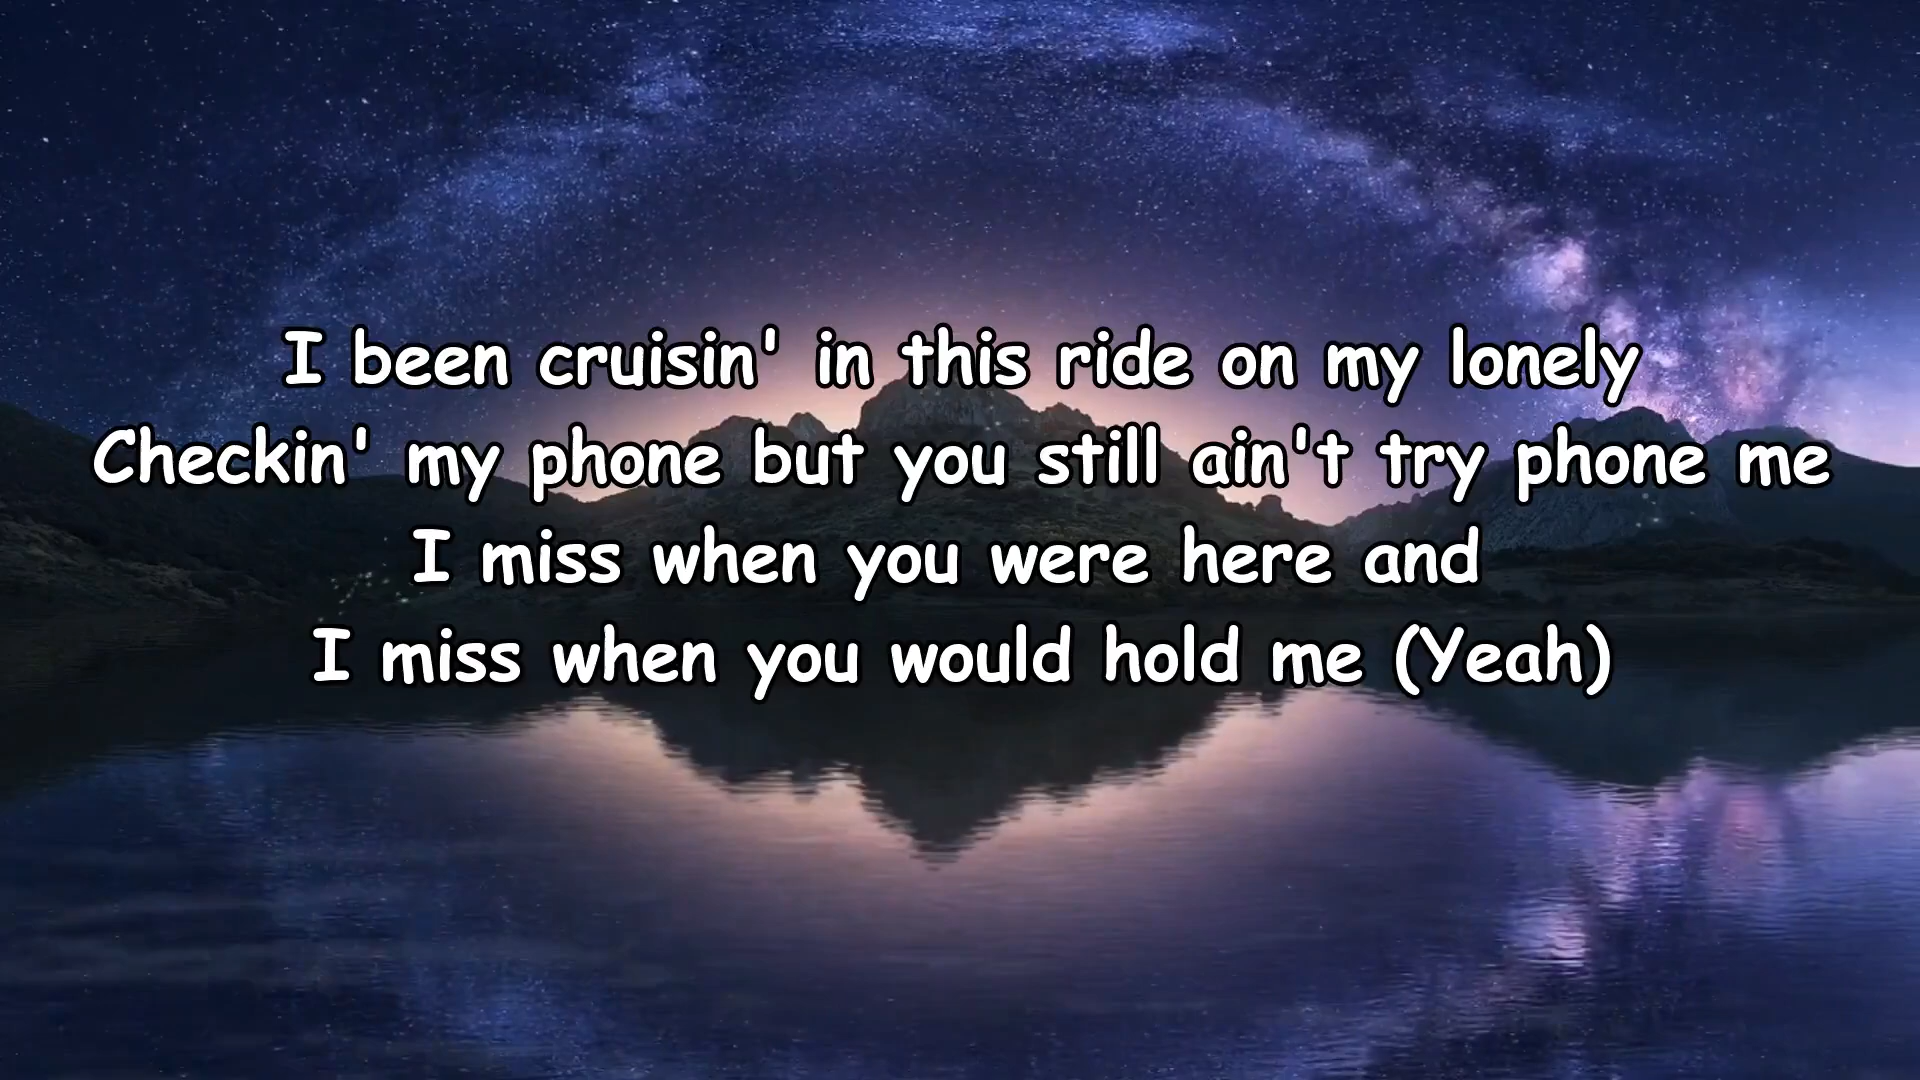 I been cruisin' in this ride on my lonely
Checkin' my phone but you still ain't try phone me
I miss when you were here and
I miss when you would hold me (Yeah)